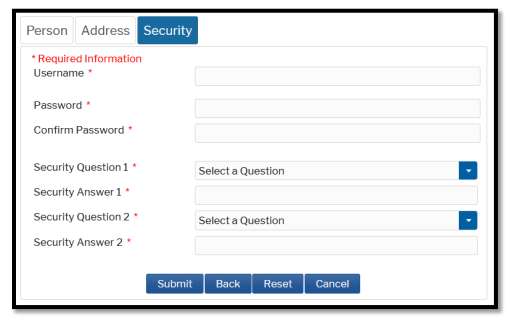 Person Address Security
* Required Information
Username *
Password *
Confirm Password *
Security Question 1 * Select a Question
Security Answer 1 *
Security Question 2 * Select a Question
Security Answer 2 *
Submit Back Reset Cancel